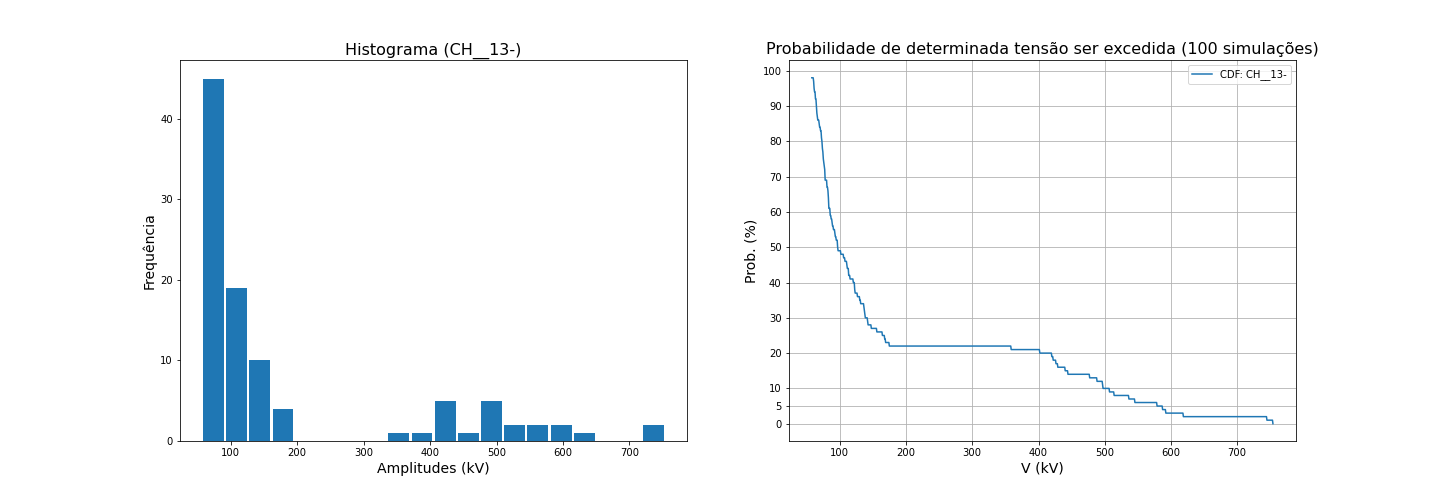 Histograma (CH__13-)
Frequência
40
30
20
10
0
100 200 300 400 500 600 700
Amplitudes (kV)
Probabilidade de determinada tensão ser excedida (100 simulações)
CDF: CH__13-
Prob. (%)
100
90
80
70
60
50
40
30
20
10
5
0
100 200 300 400 500 600 700
V (kV)